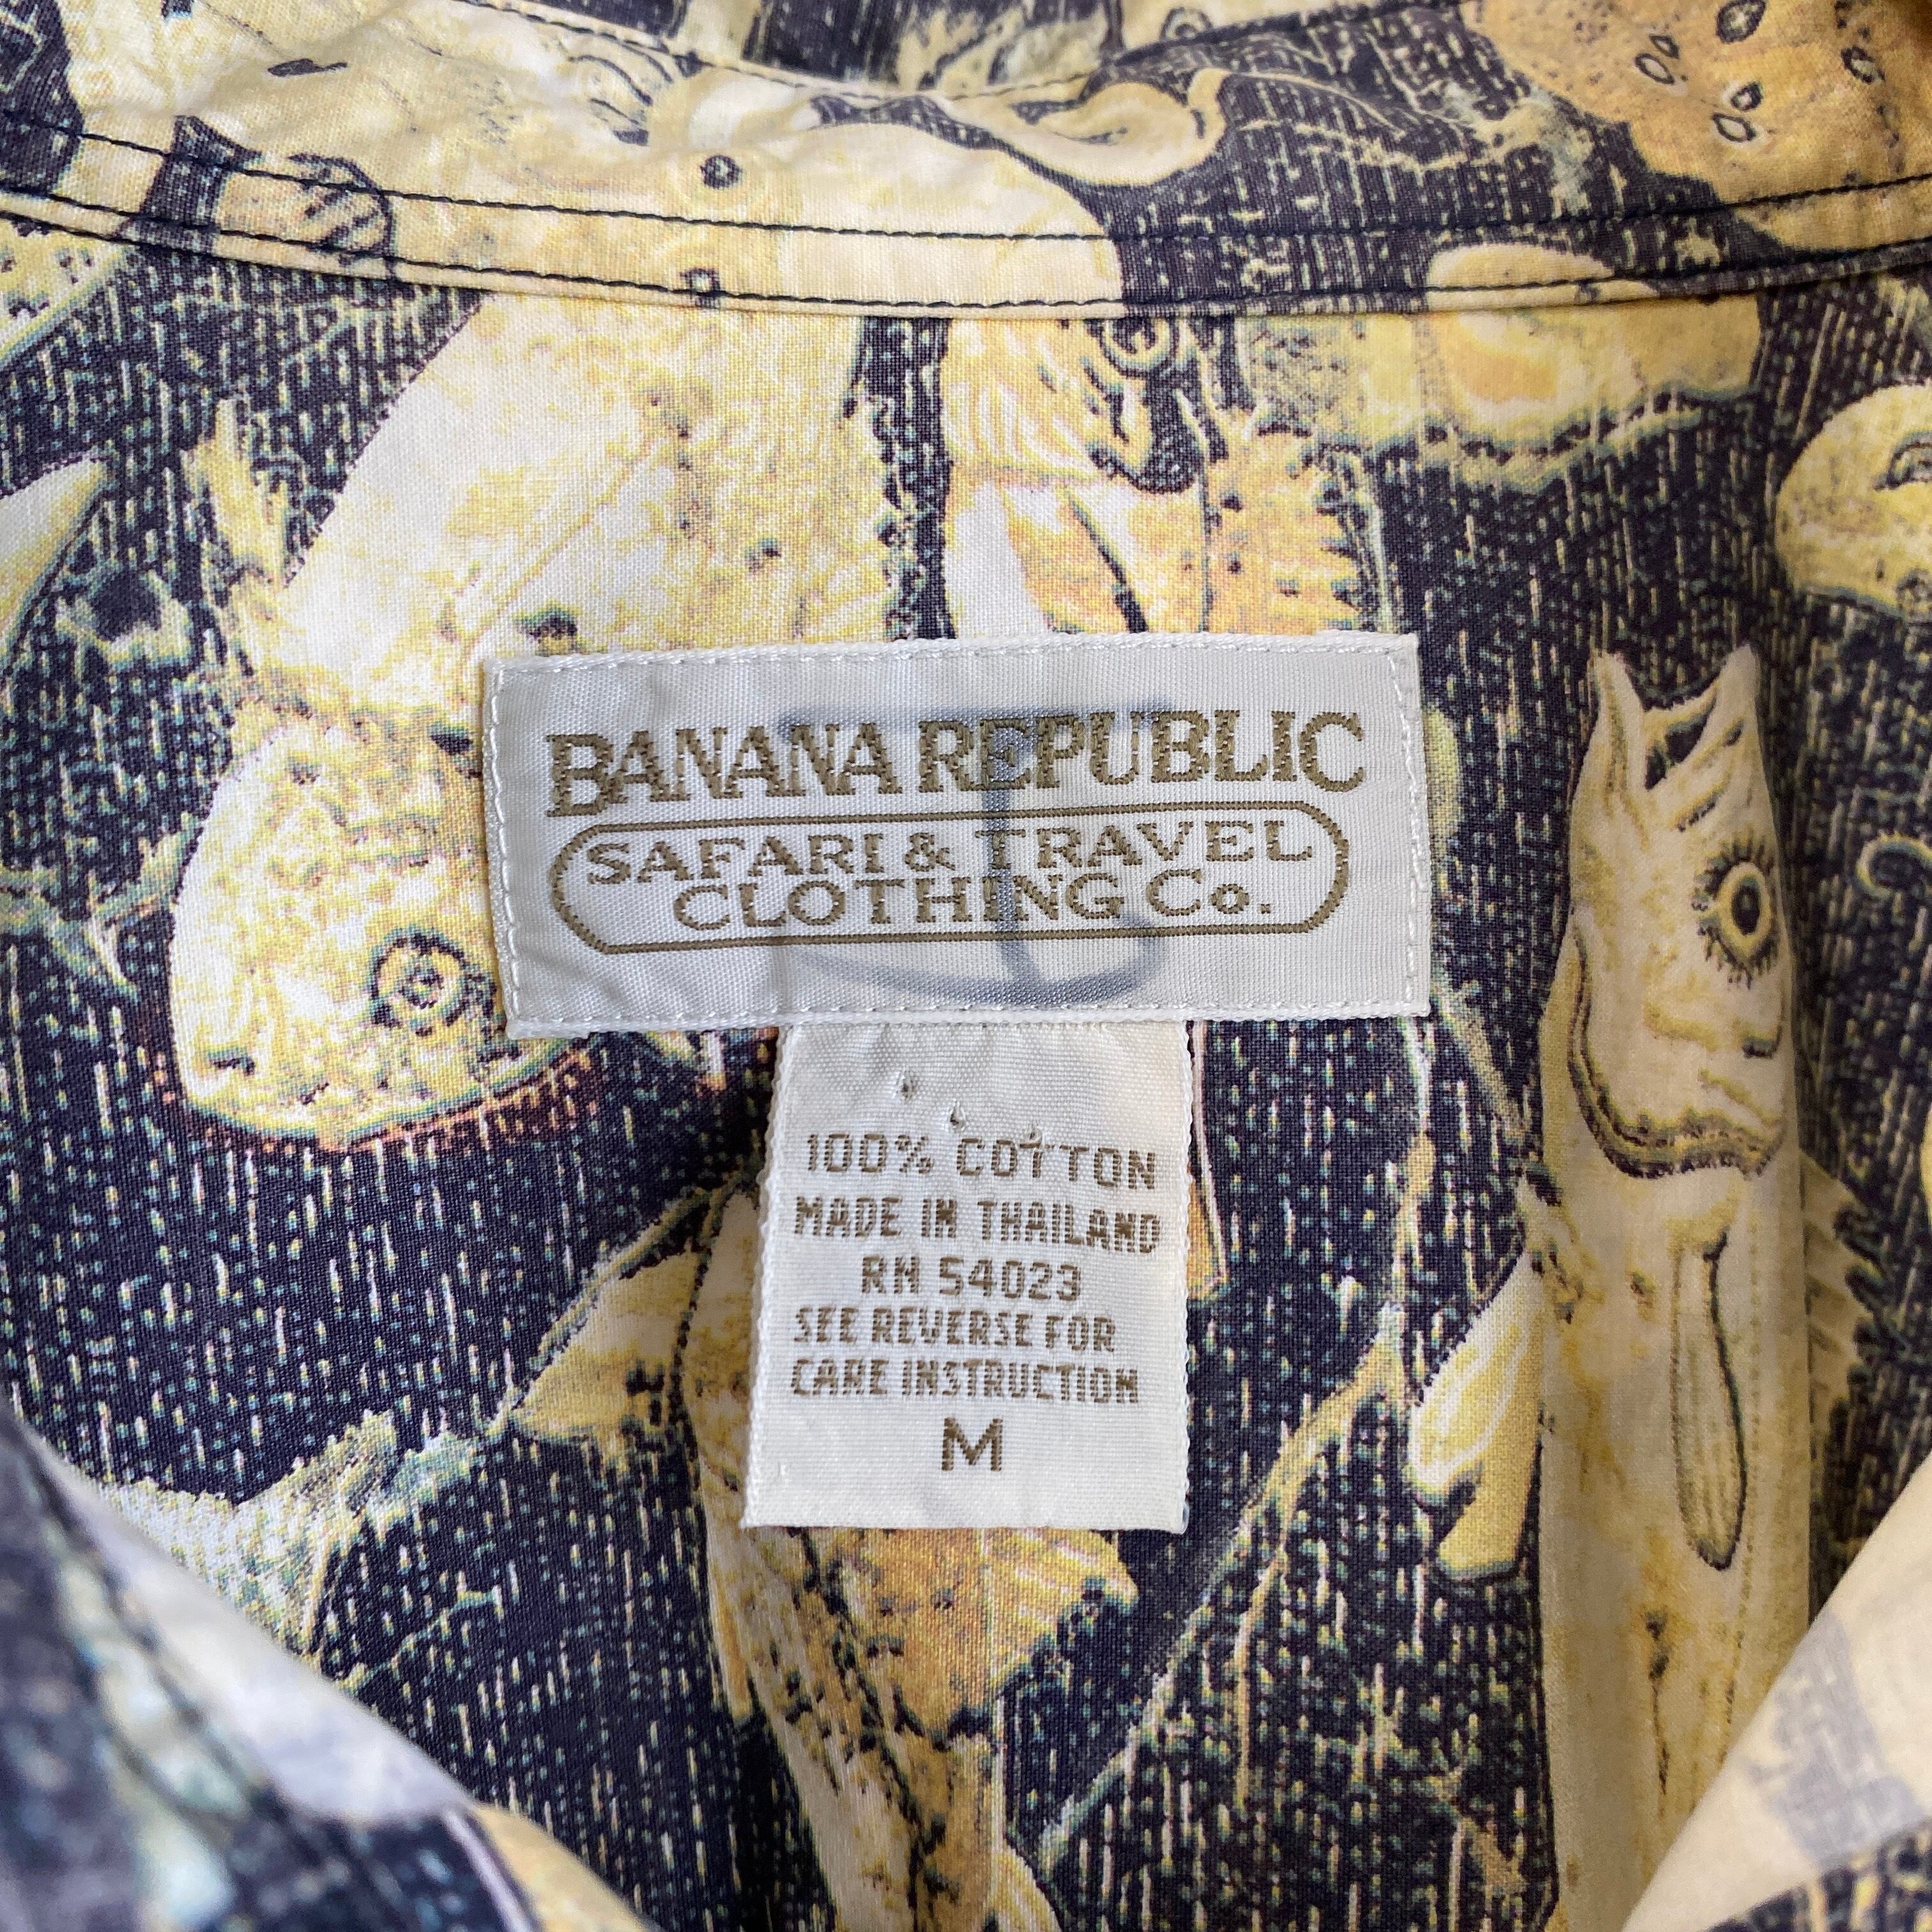 BANANA REPUBLIC
SAFARI & TRAVEL
CLOTHING Co.
100% COTTON
MADE IN THAILAND
RN 54023
SEE REVERSE FOR
CARE INSTRUCTION
M